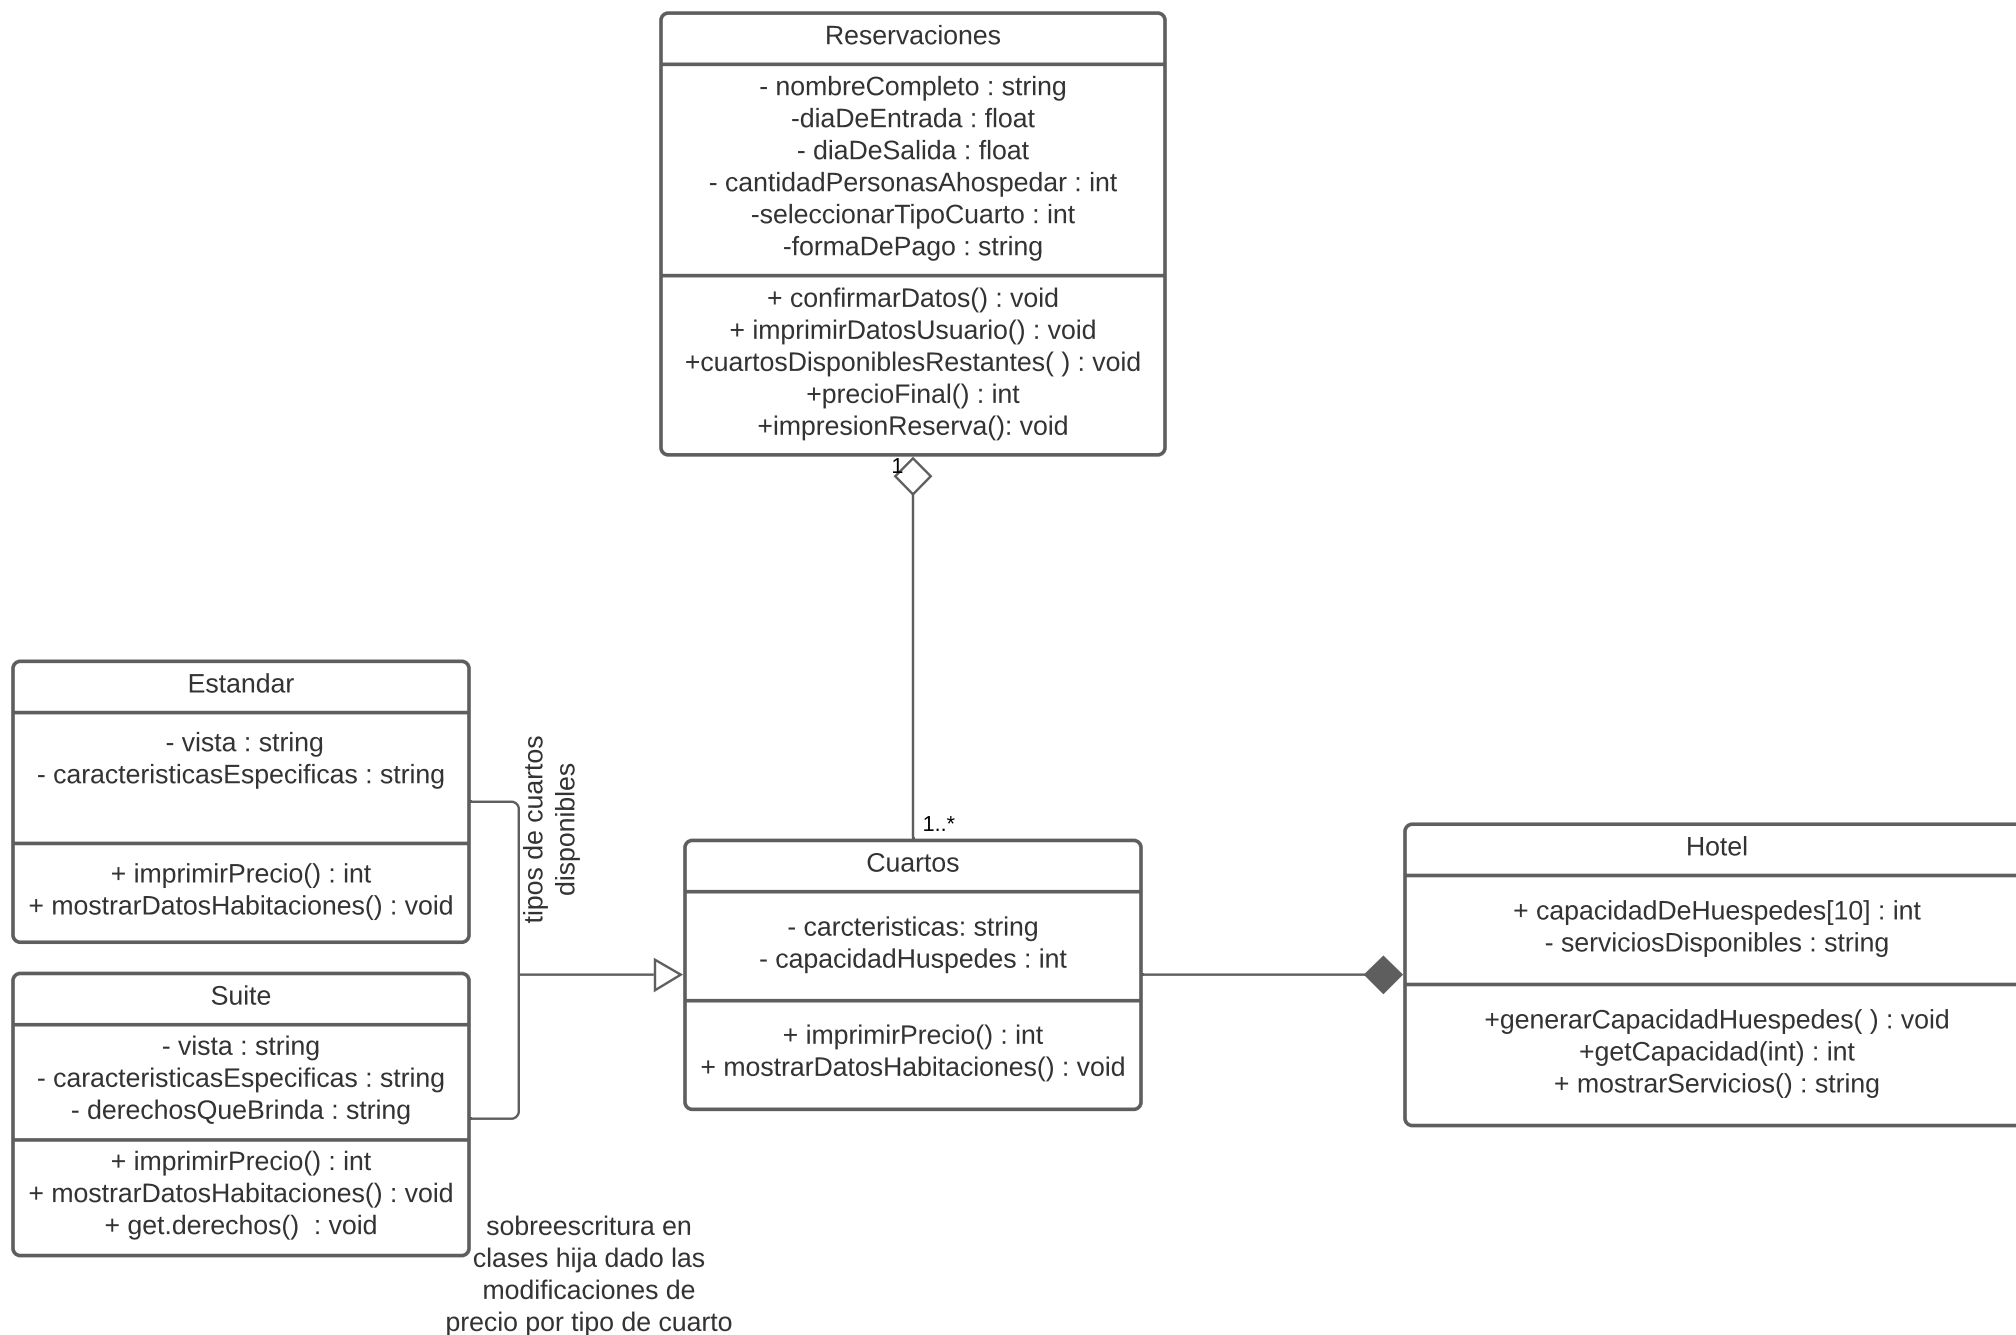 Reservaciones
- nombreCompleto : string
-diaDeEntrada : float
- diaDeSalida : float
- cantidadPersonasAhospedar : int
-seleccionarTipoCuarto : int
-formaDePago : string
+ confirmarDatos() : void
+ imprimirDatosUsuario() : void
+cuartosDisponiblesRestantes( ) : void
+precioFinal() : int
+impresionReserva(): void
1
1..*
Estandar
- vista : string
- caracteristicasEspecificas : string
+ imprimirPrecio() : int
+ mostrarDatosHabitaciones() : void
tipos de cuartos
disponibles
Suite
- vista : string
- caracteristicasEspecificas : string
- derechosQueBrinda : string
+ imprimirPrecio() : int
+ mostrarDatosHabitaciones() : void
+ get.derechos()  : void
sobreescritura en
clases hija dado las
modificaciones de
precio por tipo de cuarto
Cuartos
- carcteristicas: string
- capacidadHuspedes : int
+ imprimirPrecio() : int
+ mostrarDatosHabitaciones() : void
Hotel
+ capacidadDeHuespedes[10] : int
- serviciosDisponibles : string
+generarCapacidadHuespedes( ) : void
+getCapacidad(int) : int
+ mostrarServicios() : string